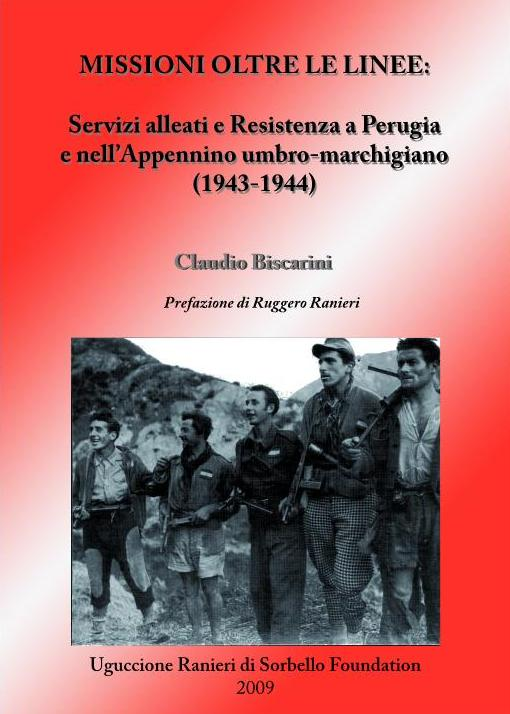 MISSIONI OLTRE LE LINEE:
Servizi alleati e Resistenza a Perugia
e nell'Appennino umbro-marchigiano
(1943-1944)
Claudio Biscarini
Prefazione di Ruggero Ranieri
Uguccione Ranieri di Sorbello Foundation
2009